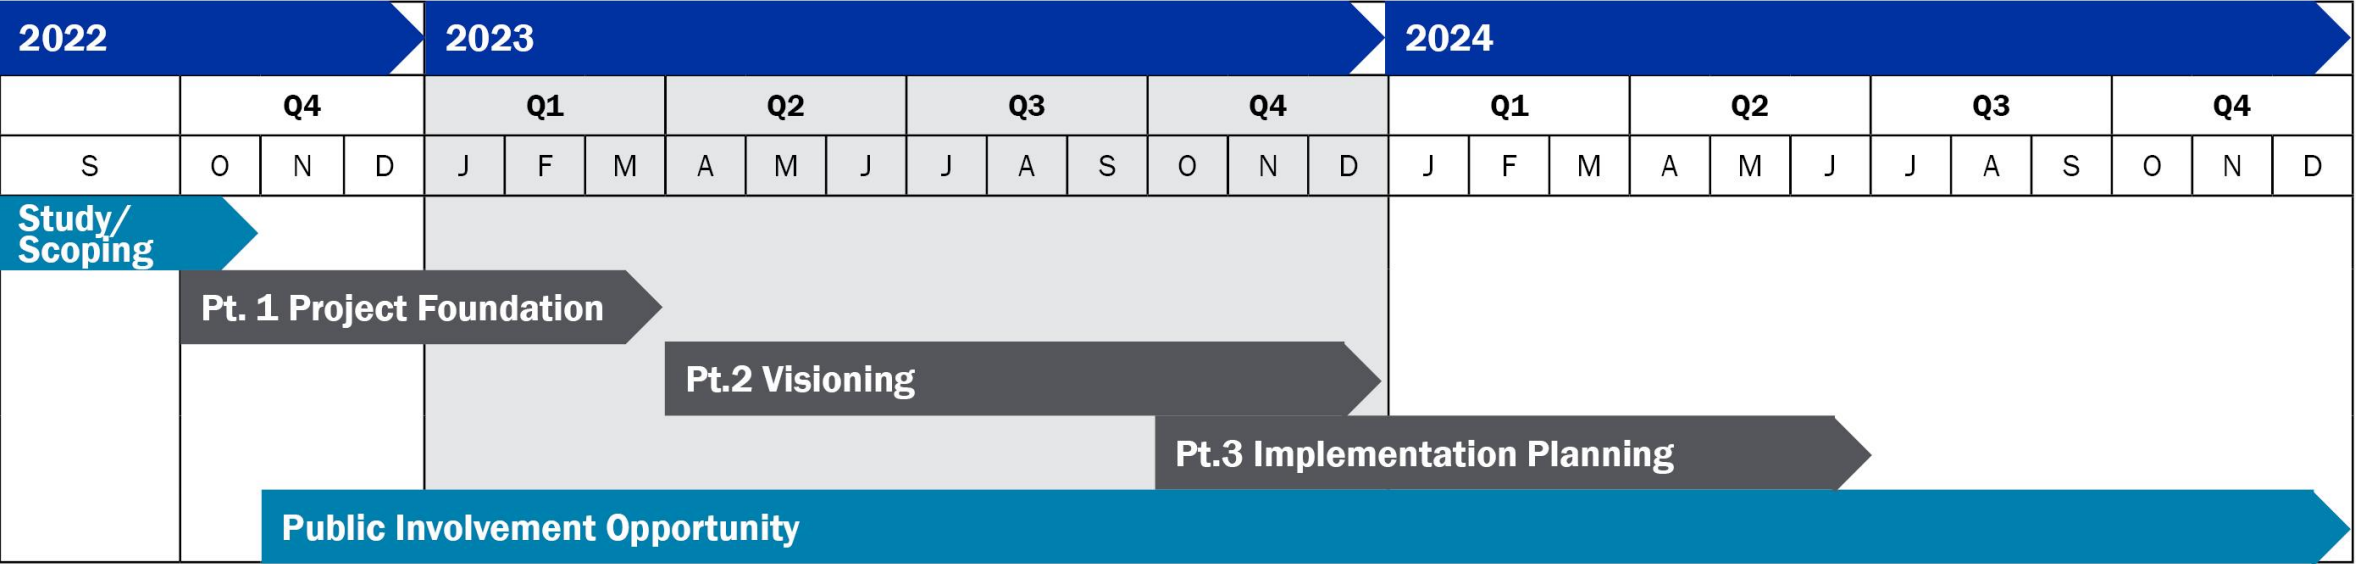 2022 2023 2024
Q4 Q1 Q2 Q3 Q4 Q1 Q2 Q3 Q4
S O N D J F M A M J J A S O N D J F M A M J J A S O N D
Study/
Scoping
Pt. 1 Project Foundation
Pt.2 Visioning
Pt.3 Implementation Planning
Public Involvement Opportunity